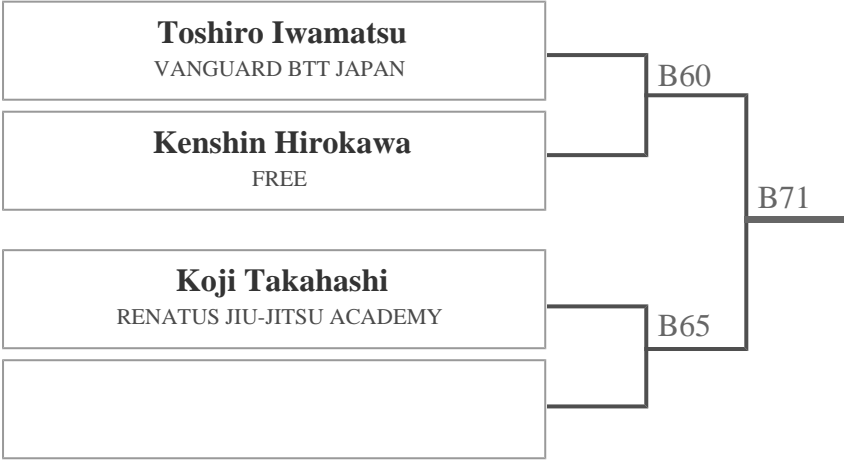 Toshiro Iwamatsu
VANGUARD BTT JAPAN
B60
Kenshin Hirokawa
FREE
B71
Koji Takahashi
RENATUS JIU-JITSU ACADEMY
B65